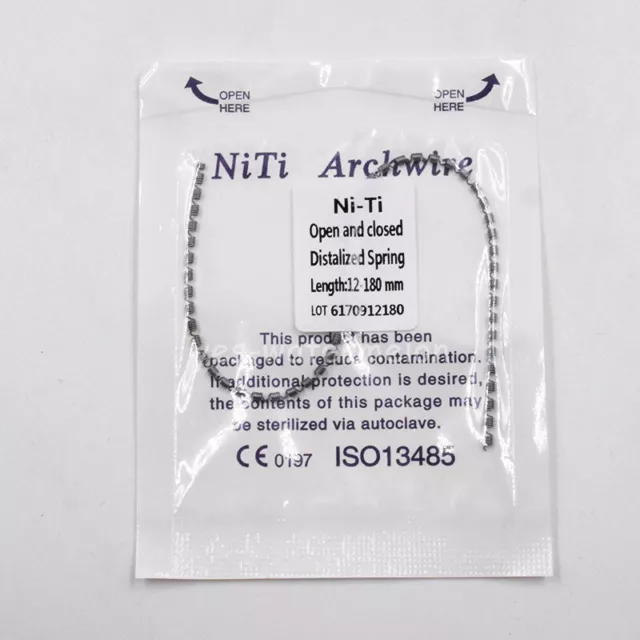 OPEN
HERE
OPEN
HERE
NiTi Archwire
Ni-Ti
Open and closed
Distalized Spring
Length:12-180 mm
LOT 6170912180
This product has been
packaged to reduce contamination.
If additional protection is desired,
the contents of this package may
be sterilized via autoclave.
CE 0197 ISO13485